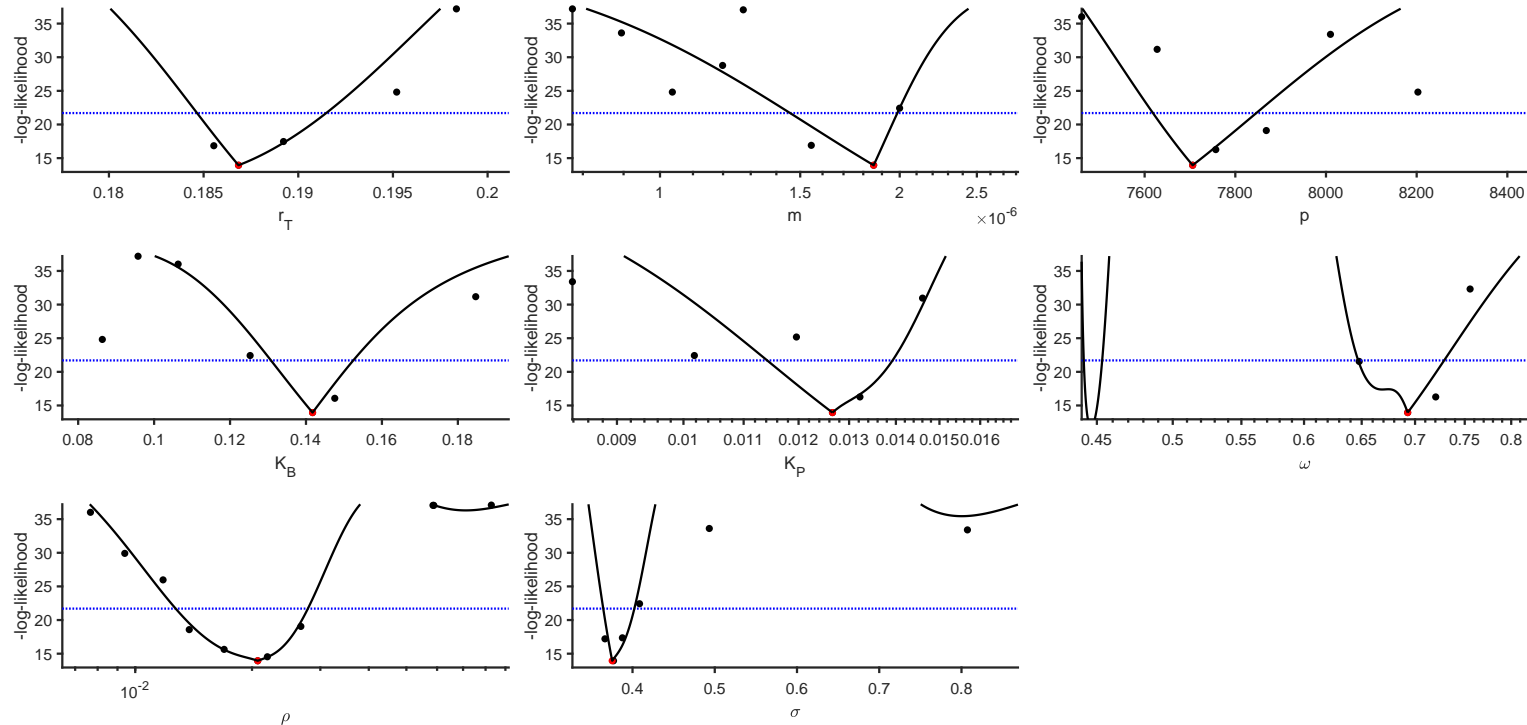 -log-likelihood
35
30
25
20
15
0.18 0.185 0.19 0.195 0.2
r_T
-log-likelihood
35
30
25
20
15
1 1.5 2 2.5
m ×10^-6
-log-likelihood
35
30
25
20
15
7600 7800 8000 8200 8400
p
-log-likelihood
35
30
25
20
15
0.08 0.1 0.12 0.14 0.16 0.18
K_B
-log-likelihood
35
30
25
20
15
0.009 0.01 0.011 0.012 0.013 0.014 0.015 0.016
K_P
-log-likelihood
35
30
25
20
15
0.45 0.5 0.55 0.6 0.65 0.7 0.75 0.8
ω
-log-likelihood
35
30
25
20
15
10^-2
ρ
-log-likelihood
35
30
25
20
15
0.4 0.5 0.6 0.7 0.8
σ